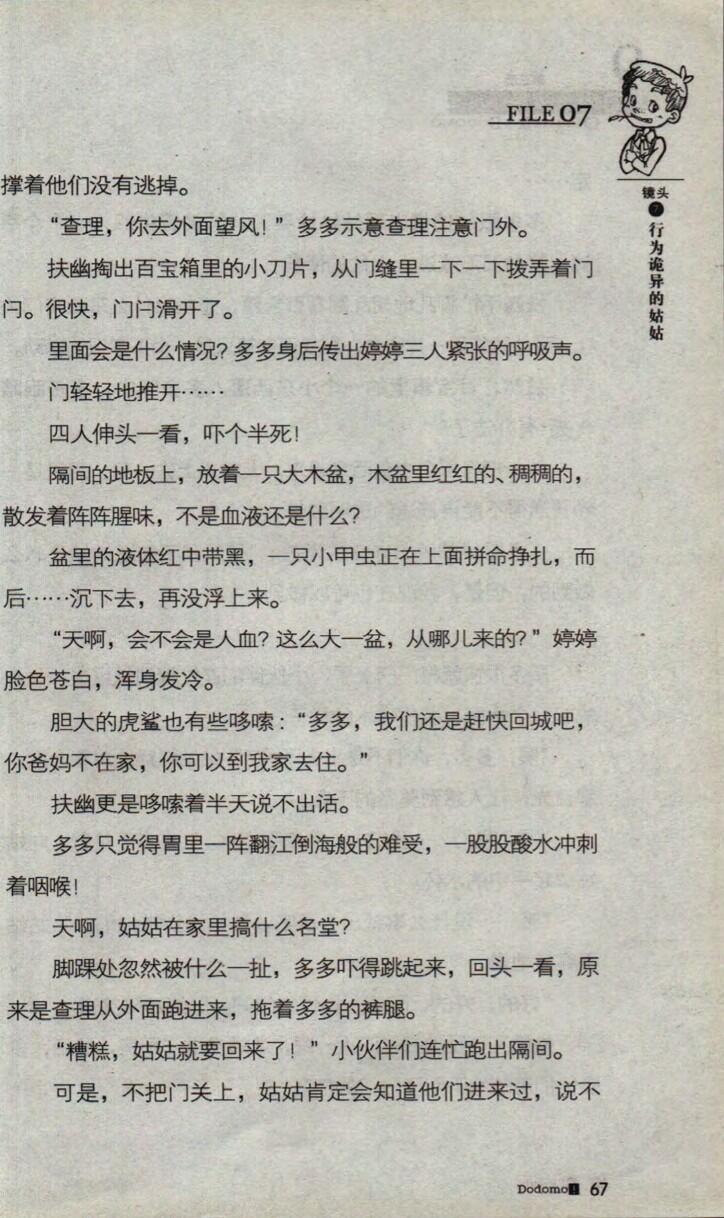 FILE 07
镜头
7
行为诡异的姑姑
撑着他们没有逃掉。
“查理，你去外面望风！”多多示意查理注意门外。
扶幽掏出百宝箱里的小刀片，从门缝里一下一下拨弄着门
闩。很快，门闩滑开了。
里面会是什么情况？多多身后传出婷婷三人紧张的呼吸声。
门轻轻地推开……
四人伸头一看，吓个半死！
隔间的地板上，放着一只大木盆，木盆里红红的、稠稠的，
散发着阵阵腥味，不是血液还是什么？
盆里的液体红中带黑，一只小甲虫正在上面拼命挣扎，而
后……沉下去，再没浮上来。
“天啊，会不会是人血？这么大一盆，从哪儿来的？”婷婷
脸色苍白，浑身发冷。
胆大的虎鲨也有些哆嗦：“多多，我们还是赶快回城吧，
你爸妈不在家，你可以到我家去住。”
扶幽更是哆嗦着半天说不出话。
多多只觉得胃里一阵翻江倒海般的难受，一股股酸水冲刺
着咽喉！
天啊，姑姑在家里搞什么名堂？
脚踝处忽然被什么一扯，多多吓得跳起来，回头一看，原
来是查理从外面跑进来，拖着多多的裤腿。
“糟糕，姑姑就要回来了！”小伙伴们连忙跑出隔间。
可是，不把门关上，姑姑肯定会知道他们进来过，说不
Dodomo! 67